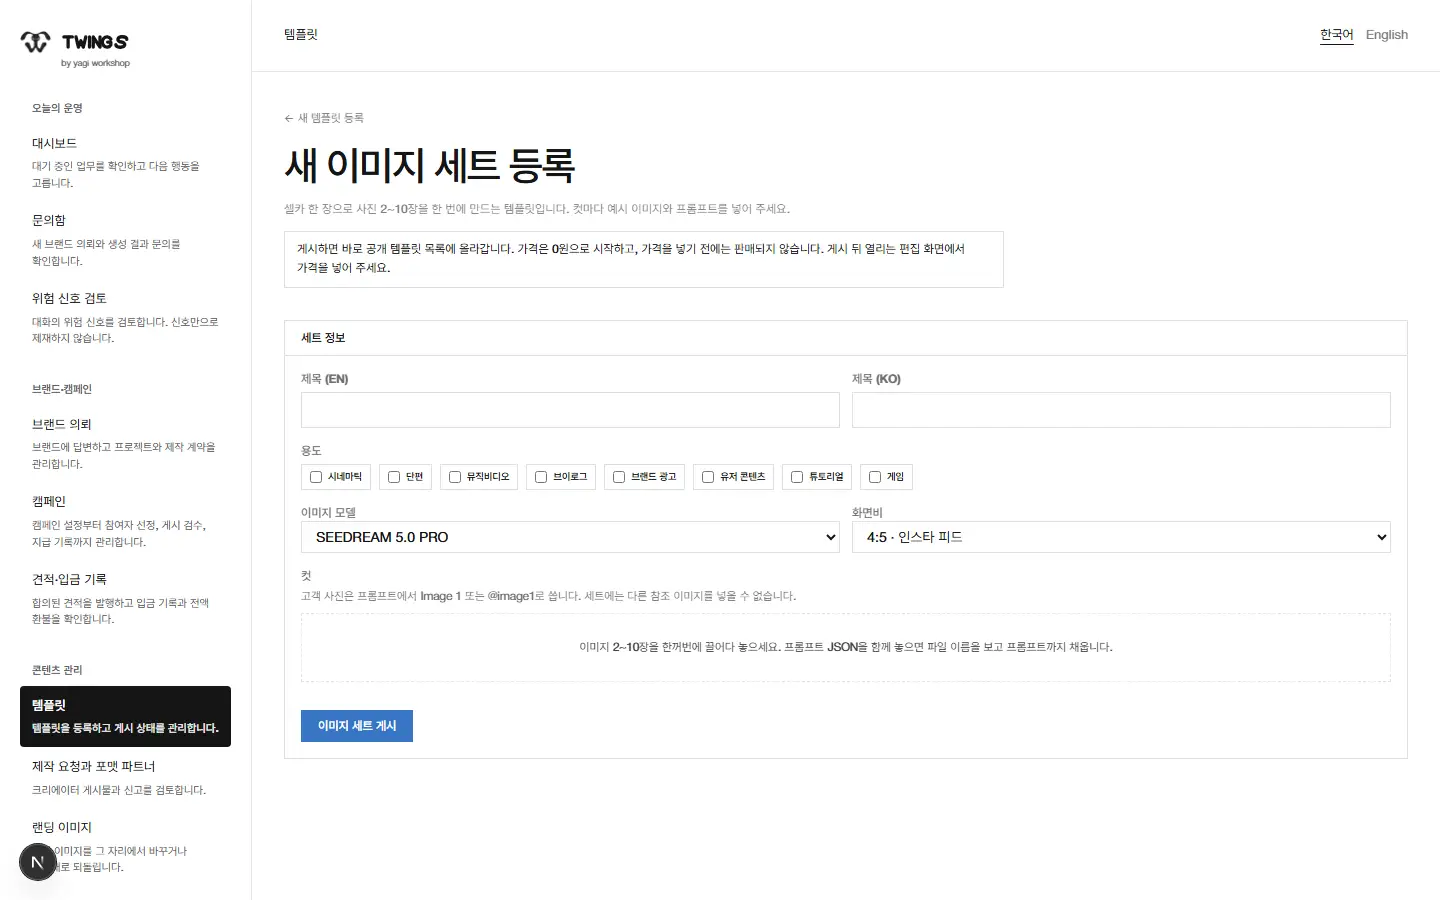 TWINGS
by yagi workshop
오늘의 운영
대시보드
대기 중인 업무를 확인하고 다음 행동을
고릅니다.
문의함
새 브랜드 의뢰와 생성 결과 문의를
확인합니다.
위험 신호 검토
대화의 위험 신호를 검토합니다. 신호만으로
제재하지 않습니다.
브랜드·캠페인
브랜드 의뢰
브랜드에 답변하고 프로젝트와 제작 계약을
관리합니다.
캠페인
캠페인 설정부터 참여자 선정, 게시 검수,
지급 기록까지 관리합니다.
견적·입금 기록
합의된 견적을 발행하고 입금 기록과 전액
환불을 확인합니다.
콘텐츠 관리
템플릿
템플릿을 등록하고 게시 상태를 관리합니다.
제작 요청과 포맷 파트너
크리에이터 게시물과 신고를 검토합니다.
랜딩 이미지
이미지를 그 자리에서 바꾸거나
로 되돌립니다.
N
템플릿
한국어 English
← 새 템플릿 등록
새 이미지 세트 등록
셀카 한 장으로 사진 2~10장을 한 번에 만드는 템플릿입니다. 컷마다 예시 이미지와 프롬프트를 넣어 주세요.
게시하면 바로 공개 템플릿 목록에 올라갑니다. 가격은 0원으로 시작하고, 가격을 넣기 전에는 판매되지 않습니다. 게시 뒤 열리는 편집 화면에서
가격을 넣어 주세요.
세트 정보
제목 (EN) 제목 (KO)
용도
시네마틱 단편 뮤직비디오 브이로그 브랜드 광고 유저 콘텐츠 튜토리얼 게임
이미지 모델 화면비
SEEDREAM 5.0 PRO 4:5 · 인스타 피드
컷
고객 사진은 프롬프트에서 Image 1 또는 @image1로 씁니다. 세트에는 다른 참조 이미지를 넣을 수 없습니다.
이미지 2~10장을 한꺼번에 끌어다 놓으세요. 프롬프트 JSON을 함께 놓으면 파일 이름을 보고 프롬프트까지 채웁니다.
이미지 세트 게시